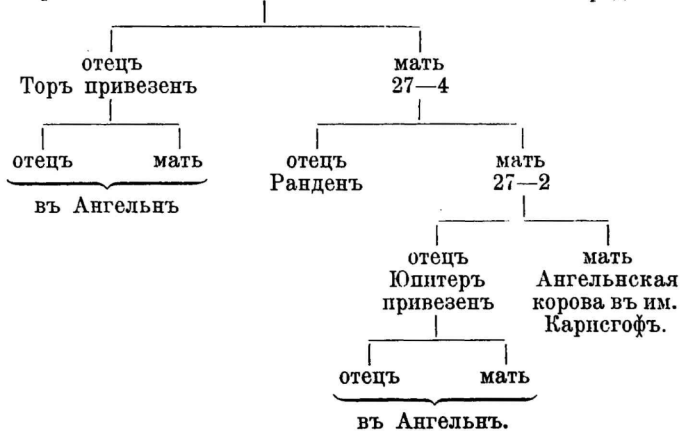 отецъ мать
Торъ привезенъ 27—4
отецъ мать отецъ мать
Ранденъ 27—2
въ Ангельнъ
отецъ мать
Юпитеръ Ангельнская
привезенъ корова въ им.
Карисгофъ.
отецъ мать
въ Ангельнъ.